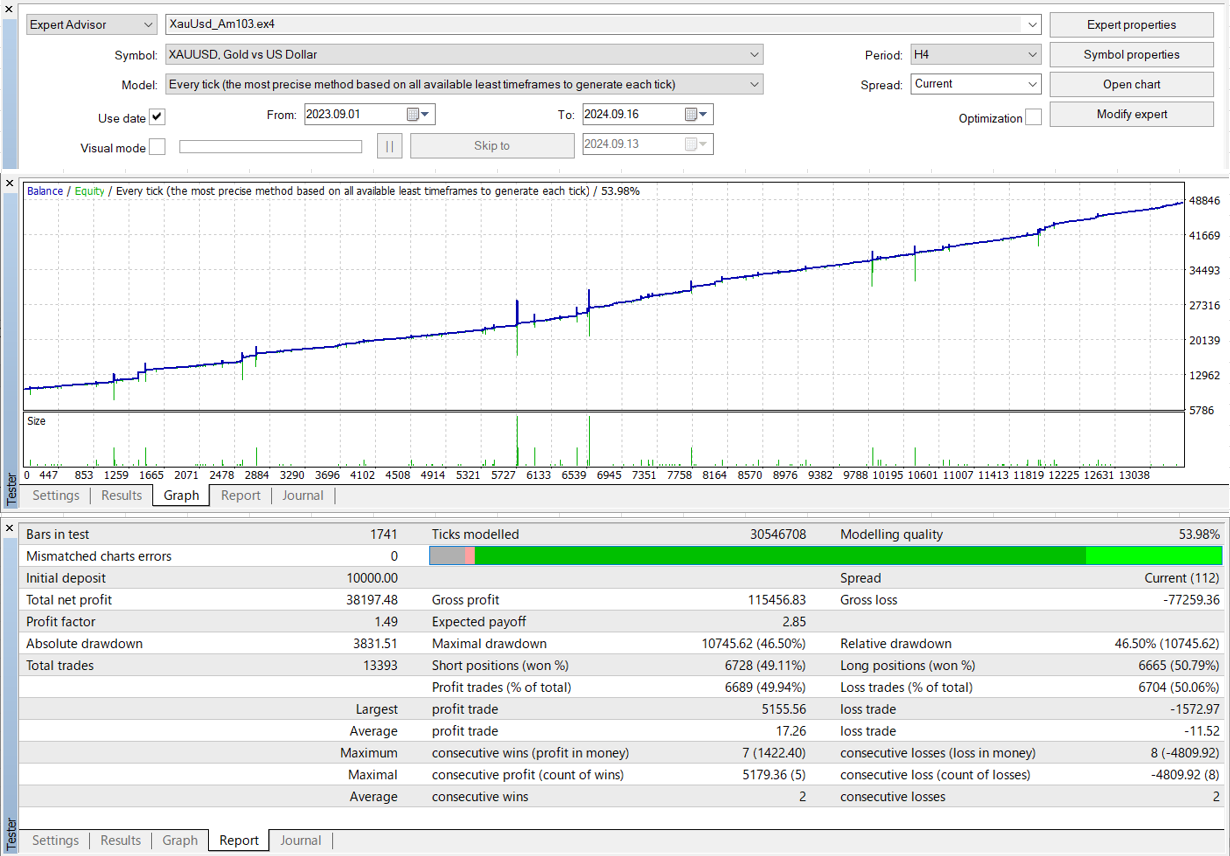 Expert Advisor XauUsd_Am103.ex4 Expert properties
Symbol: XAUUSD, Gold vs US Dollar Period: H4 Symbol properties
Model: Every tick (the most precise method based on all available least timeframes to generate each tick) Spread: Current Open chart
Use date From: 2023.09.01 To: 2024.09.16 Optimization Modify expert
Visual mode Skip to 2024.09.13
Balance / Equity / Every tick (the most precise method based on all available least timeframes to generate each tick) / 53.98%
48846
41669
34493
27316
20139
12962
5786
Size
0 447 853 1259 1665 2071 2478 2884 3290 3696 4102 4508 4914 5321 5727 6133 6539 6945 7351 7758 8164 8570 8976 9382 9788 10195 10601 11007 11413 11819 12225 12631 13038
Tester
Settings Results Graph Report Journal
Bars in test 1741 Ticks modelled 30546708 Modelling quality 53.98%
Mismatched charts errors 0
Initial deposit 10000.00 Spread Current (112)
Total net profit 38197.48 Gross profit 115456.83 Gross loss -77259.36
Profit factor 1.49 Expected payoff 2.85
Absolute drawdown 3831.51 Maximal drawdown 10745.62 (46.50%) Relative drawdown 46.50% (10745.62)
Total trades 13393 Short positions (won %) 6728 (49.11%) Long positions (won %) 6665 (50.79%)
Profit trades (% of total) 6689 (49.94%) Loss trades (% of total) 6704 (50.06%)
Largest profit trade 5155.56 loss trade -1572.97
Average profit trade 17.26 loss trade -11.52
Maximum consecutive wins (profit in money) 7 (1422.40) consecutive losses (loss in money) 8 (-4809.92)
Maximal consecutive profit (count of wins) 5179.36 (5) consecutive loss (count of losses) -4809.92 (8)
Average consecutive wins 2 consecutive losses 2
Tester
Settings Results Graph Report Journal